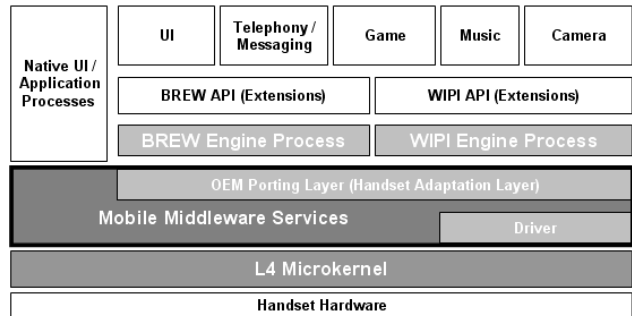 UI
Telephony /
Messaging
Game
Music
Camera
Native UI /
Application
Processes
BREW API (Extensions)
WIPI API (Extensions)
BREW Engine Process
WIPI Engine Process
OEM Porting Layer (Handset Adaptation Layer)
Mobile Middleware Services
Driver
L4 Microkernel
Handset Hardware